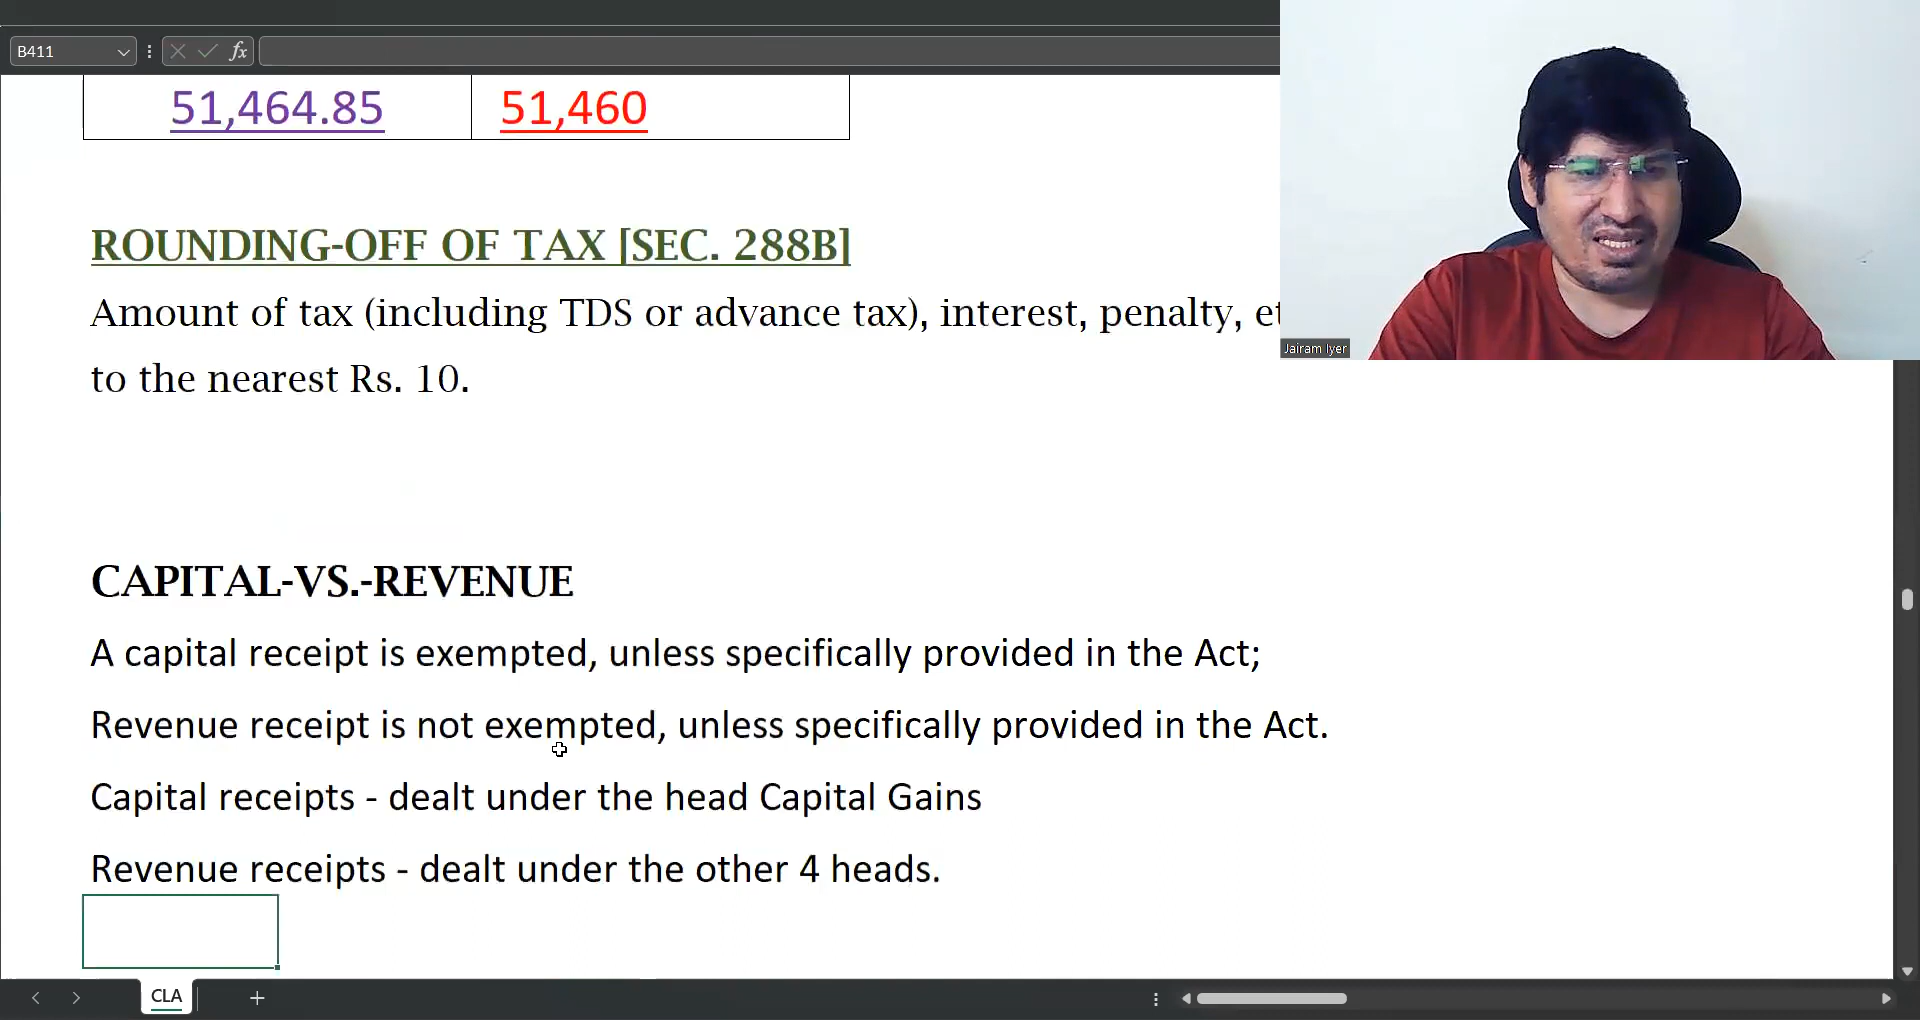 B411
fx
51,464.85 51,460
ROUNDING-OFF OF TAX [SEC. 288B]
Amount of tax (including TDS or advance tax), interest, penalty,
to the nearest Rs. 10.
Jairam Iyer
CAPITAL-VS.-REVENUE
A capital receipt is exempted, unless specifically provided in the Act;
Revenue receipt is not exempted, unless specifically provided in the Act.
Capital receipts - dealt under the head Capital Gains
Revenue receipts - dealt under the other 4 heads.
CLA